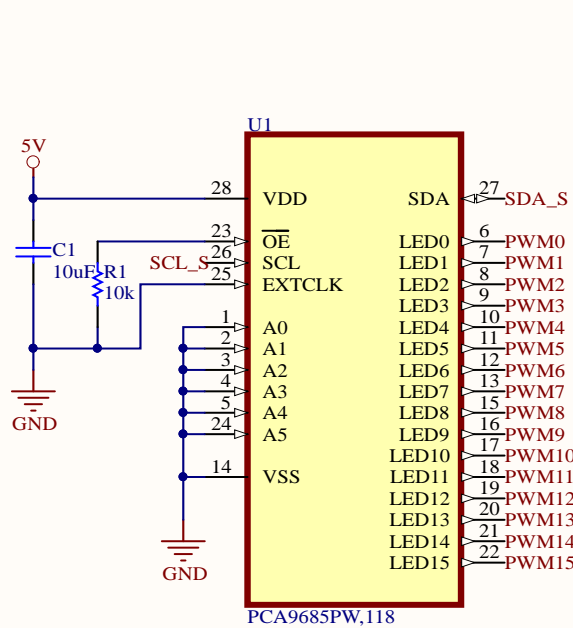 U1
5V
28 VDD SDA 27 SDA_S
23 OE LED0 6 PWM0
SCL_S 26 SCL LED1 7 PWM1
C1
10uF R1
10k
25 EXTCLK LED2 8 PWM2
LED3 9 PWM3
1 A0 LED4 10 PWM4
2 A1 LED5 11 PWM5
3 A2 LED6 12 PWM6
4 A3 LED7 13 PWM7
5 A4 LED8 15 PWM8
24 A5 LED9 16 PWM9
GND
LED10 17 PWM10
14 VSS LED11 18 PWM11
LED12 19 PWM12
LED13 20 PWM13
LED14 21 PWM14
LED15 22 PWM15
GND
PCA9685PW,118